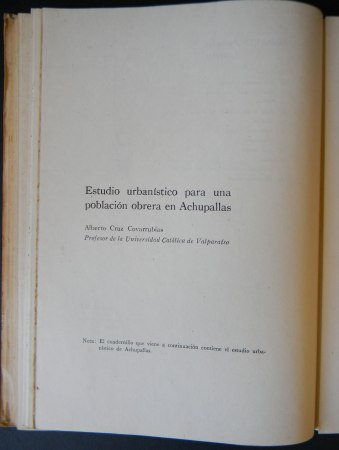 Estudio urbanístico para una
población obrera en Achupallas
Alberto Cruz Covarrubias
Profesor de la Universidad Católica de Valparaíso
Nota: El cuadernillo que viene a continuación contiene el estudio urba-
nístico de Achupallas.